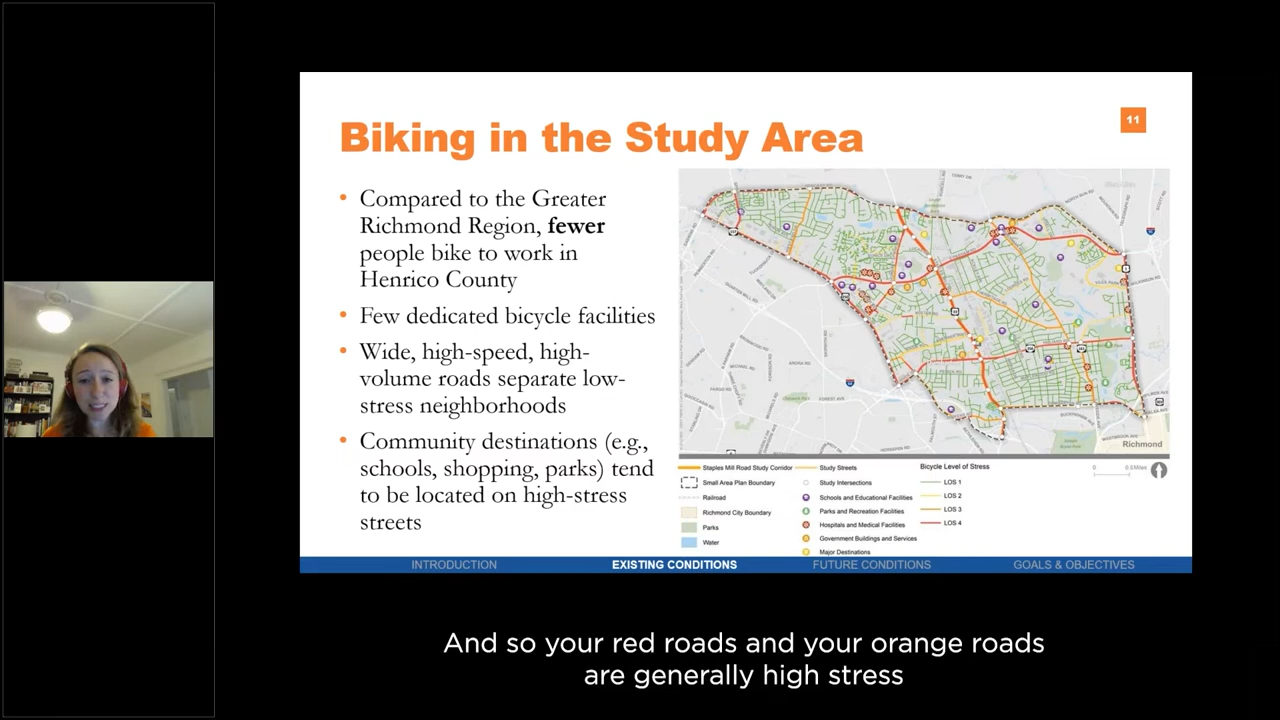 11
Biking in the Study Area
• Compared to the Greater
Richmond Region, fewer
people bike to work in
Henrico County
• Few dedicated bicycle facilities
• Wide, high-speed, high-
volume roads separate low-
stress neighborhoods
• Community destinations (e.g.,
schools, shopping, parks) tend
to be located on high-stress
streets
Richmond
Staples Mill Road Study Corridor
Small Area Plan Boundary
Railroad
Richmond City Boundary
Parks
Water
Study Streets
Study Intersections
Schools and Educational Facilities
Parks and Recreation Facilities
Hospitals and Medical Facilities
Government Buildings and Services
Major Destinations
Bicycle Level of Stress
LOS 1
LOS 2
LOS 3
LOS 4
0 0.5 Miles
INTRODUCTION EXISTING CONDITIONS FUTURE CONDITIONS GOALS & OBJECTIVES
And so your red roads and your orange roads
are generally high stress